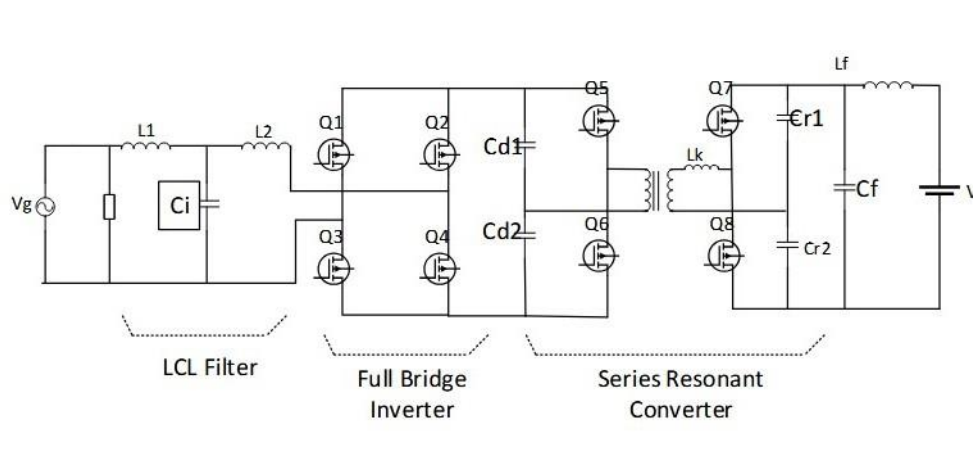 Lf
Q5
Q7
Q1
Q2
Cr1
L1
L2
Cd1
Lk
Vg
Ci
Cf
V
Cd2
Q6
Q8
Q3
Q4
Cr2
LCL Filter
Full Bridge
Inverter
Series Resonant
Converter